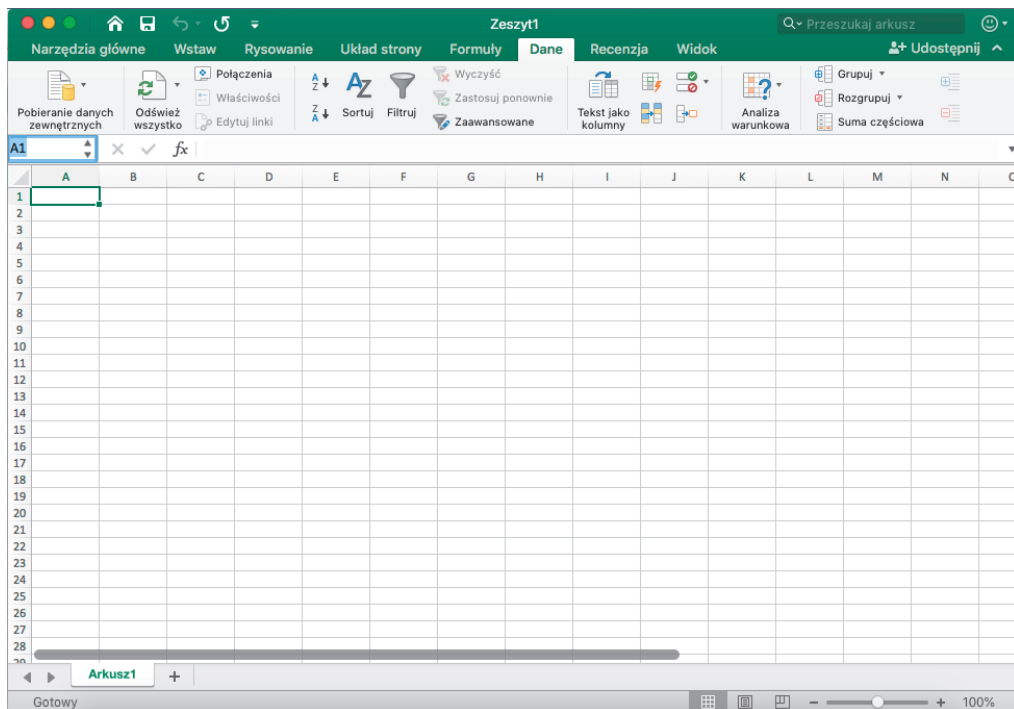 Zeszyt1
Przeszukaj arkusz
Narzędzia główne Wstaw Rysowanie Układ strony Formuły Dane Recenzja Widok Udostępnij
Pobieranie danych zewnętrznych
Odśwież wszystko
Połączenia
Właściwości
Edytuj linki
A Z
Z A
AZ
Sortuj
Filtruj
Wyczyść
Zastosuj ponownie
Zaawansowane
Tekst jako kolumny
?
Analiza warunkowa
Grupuj
Rozgrupuj
Suma częściowa
A1 fx
A B C D E F G H I J K L M N
1
2
3
4
5
6
7
8
9
10
11
12
13
14
15
16
17
18
19
20
21
22
23
24
25
26
27
28
Arkusz1 +
Gotowy − + 100%